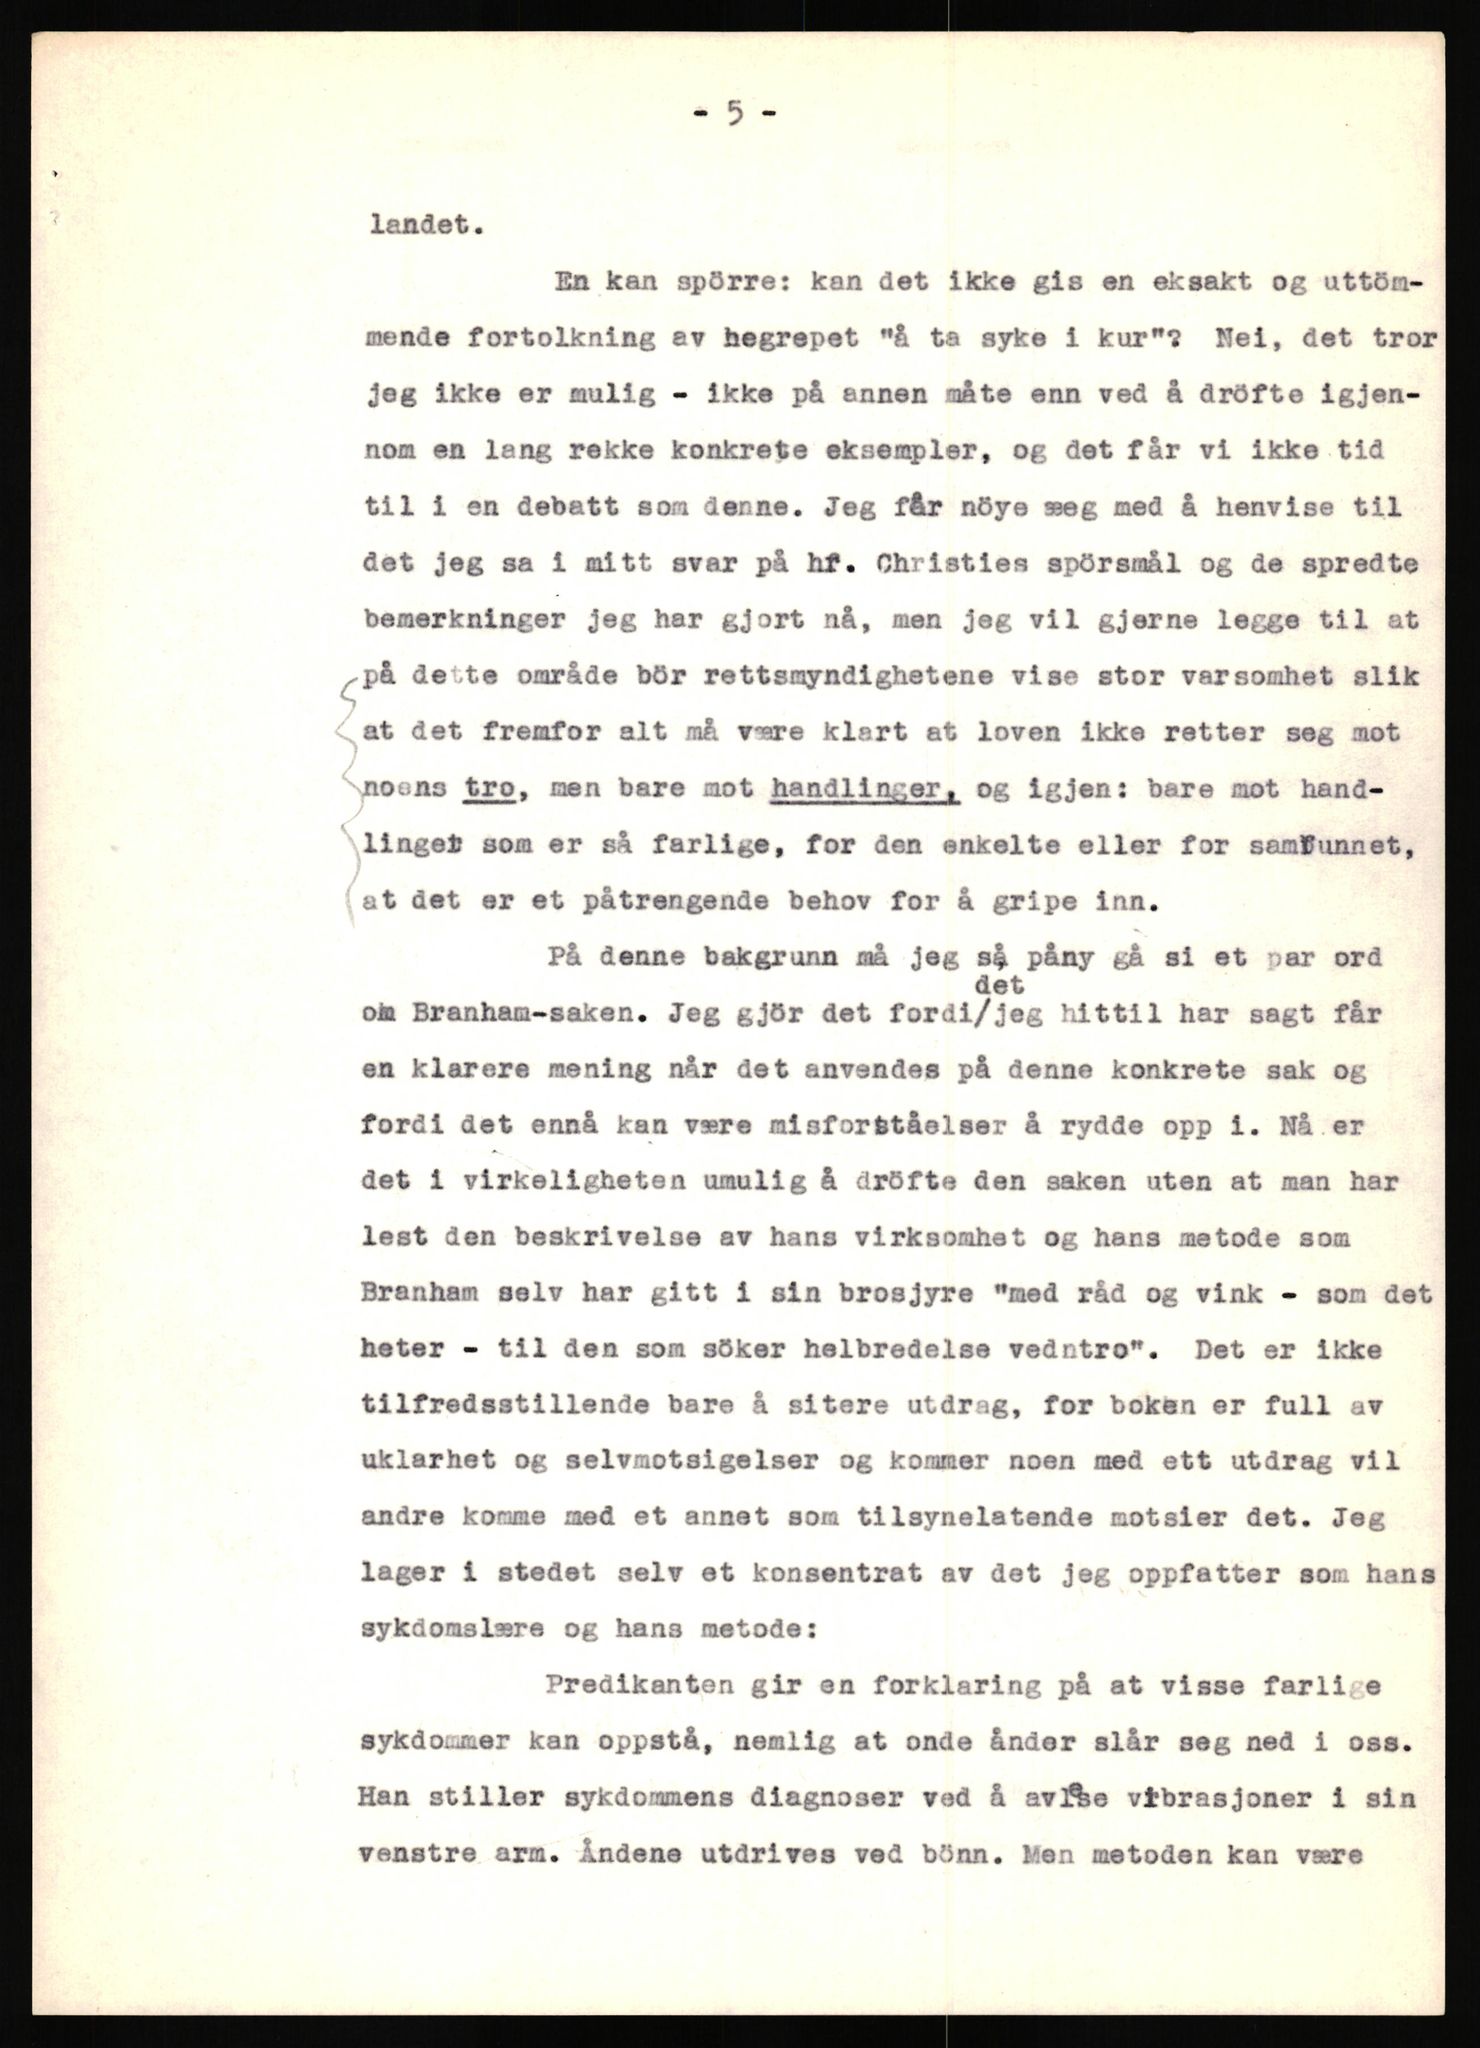 - 5 -
landet.
En kan spörre: kan det ikke gis en eksakt og uttöm-
mende fortolkning av hegrepet "å ta syke i kur"? Nei, det tror
jeg ikke er mulig - ikke på annen måte enn ved å dröfte igjen-
nom en lang rekke konkrete eksempler, og det får vi ikke tid
til i en debatt som denne. Jeg får nöye meg med å henvise til
det jeg sa i mitt svar på hr. Christies spörsmål og de spredte
bemerkninger jeg har gjort nå, men jeg vil gjerne legge til at
på dette område bör rettsmyndighetene vise stor varsomhet slik
at det fremfor alt må være klart at loven ikke retter seg mot
noens tro, men bare mot handlinger, og igjen: bare mot hand-
linger som er så farlige, for den enkelte eller for samfunnet,
at det er et påtrengende behov for å gripe inn.
På denne bakgrunn må jeg så påny gå si et par ord
det
om Branham-saken. Jeg gjör det fordi/jeg hittil har sagt får
en klarere mening når det anvendes på denne konkrete sak og
fordi det ennå kan være misforståelser å rydde opp i. Nå er
det i virkeligheten umulig å dröfte den saken uten at man har
lest den beskrivelse av hans virksomhet og hans metode som
Branham selv har gitt i sin brosjyre "med råd og vink - som det
heter - til den som söker helbredelse vedntro". Det er ikke
tilfredsstillende bare å sitere utdrag, for boken er full av
uklarhet og selvmotsigelser og kommer noen med ett utdrag vil
andre komme med et annet som tilsynelatende motsier det. Jeg
lager i stedet selv et konsentrat av det jeg oppfatter som hans
sykdomslære og hans metode:
Predikanten gir en forklaring på at visse farlige
sykdommer kan oppstå, nemlig at onde ånder slår seg ned i oss.
Han stiller sykdommens diagnoser ved å avlese vibrasjoner i sin
venstre arm. Åndene utdrives ved bönn. Men metoden kan være